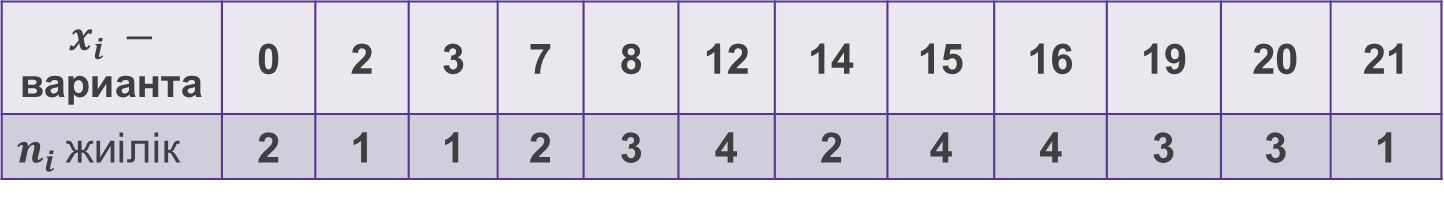 xᵢ –
варианта 0 2 3 7 8 12 14 15 16 19 20 21
nᵢ жиілік 2 1 1 2 3 4 2 4 4 3 3 1